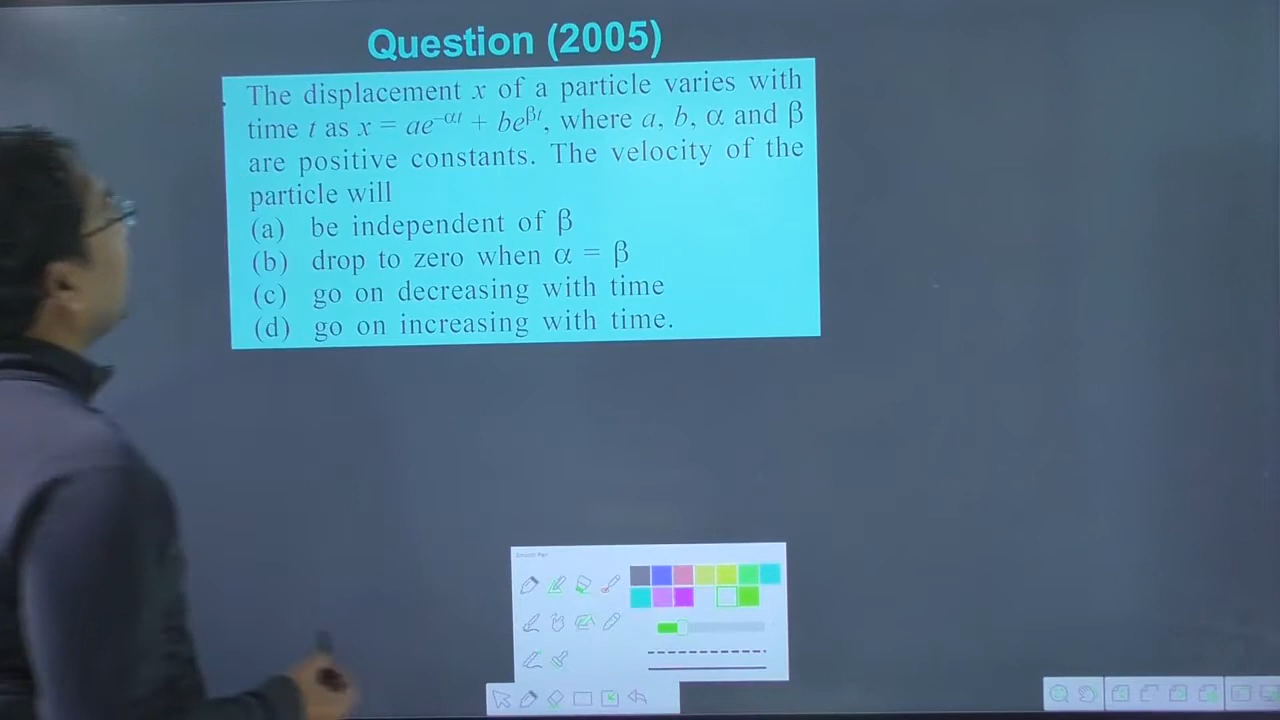 Question (2005)
The displacement x of a particle varies with
time t as x = ae^{-αt} + be^{βt}, where a, b, α and β
are positive constants. The velocity of the
particle will
(a) be independent of β
(b) drop to zero when α = β
(c) go on decreasing with time
(d) go on increasing with time.
Smooth Pen